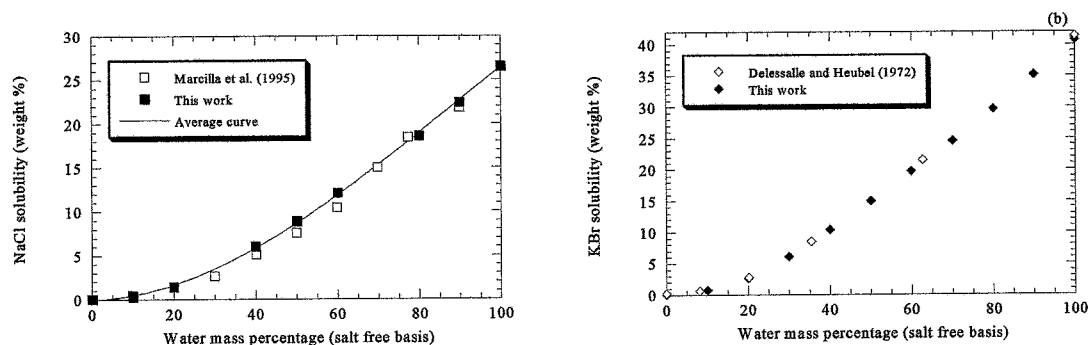 NaCl solubility (weight %)
30
25
20
15
10
5
0
Marcilla et al. (1995)
This work
Average curve
0 20 40 60 80 100
Water mass percentage (salt free basis)
(b)
KBr solubility (weight %)
40
35
30
25
20
15
10
5
0
Delessalle and Heubel (1972)
This work
0 20 40 60 80 100
Water mass percentage (salt free basis)